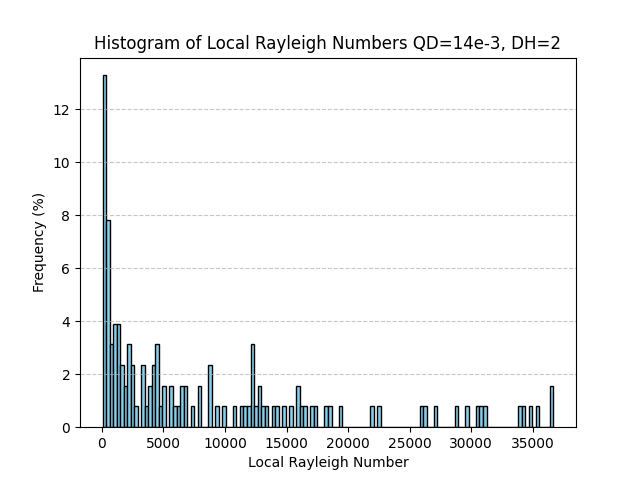 Histogram of Local Rayleigh Numbers QD=14e-3, DH=2
Frequency (%)
12
10
8
6
4
2
0
0 5000 10000 15000 20000 25000 30000 35000
Local Rayleigh Number